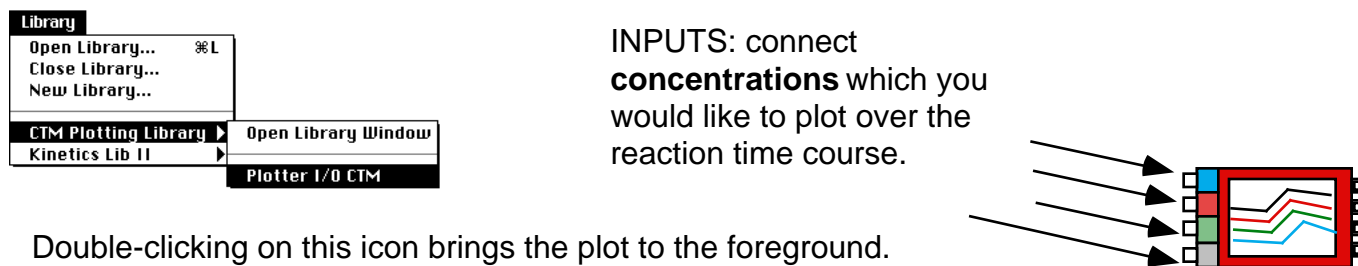 Library
Open Library... ⌘L
Close Library...
New Library...
CTM Plotting Library
Kinetics Lib II
Open Library Window
Plotter I/O CTM
INPUTS: connect
concentrations which you
would like to plot over the
reaction time course.
Double-clicking on this icon brings the plot to the foreground.